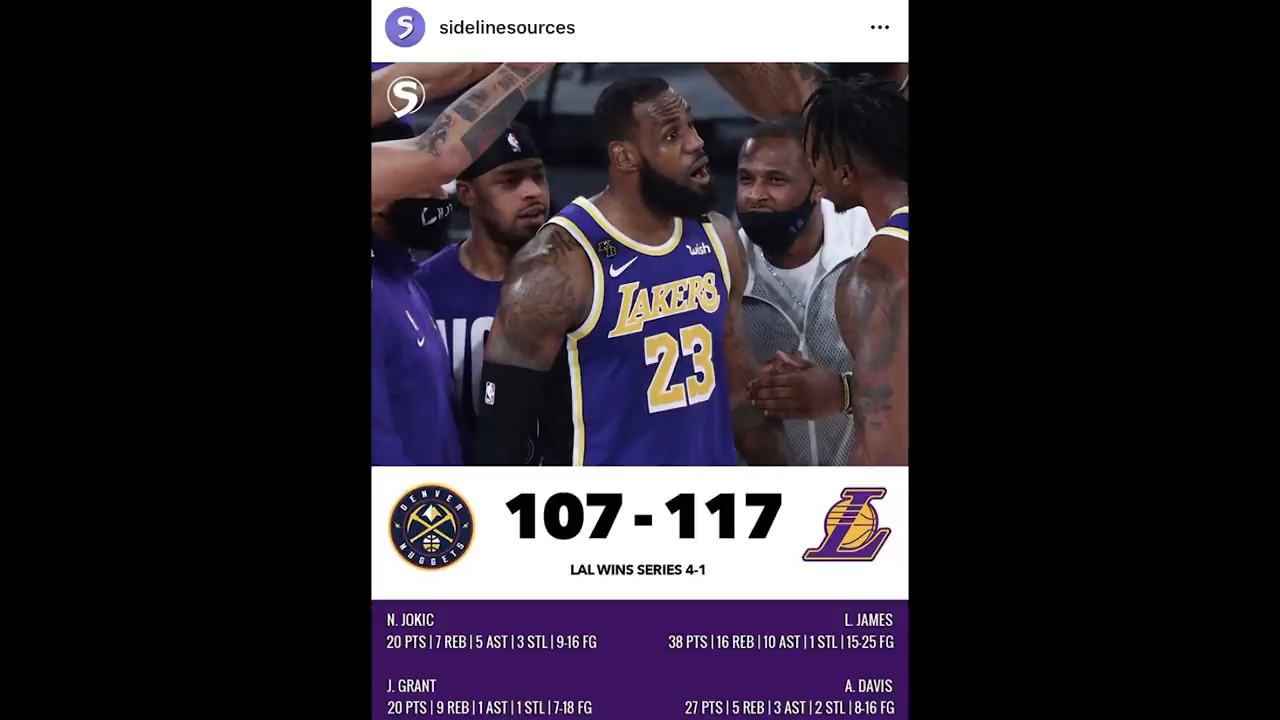 sidelinesources
S
wish
LAKERS
23
DENVER
NUGGETS
107 - 117
L
LAL WINS SERIES 4-1
N. JOKIC
20 PTS | 7 REB | 5 AST | 3 STL | 9-16 FG
L. JAMES
38 PTS | 16 REB | 10 AST | 1 STL | 15-25 FG
J. GRANT
20 PTS | 9 REB | 1 AST | 1 STL | 7-18 FG
A. DAVIS
27 PTS | 5 REB | 3 AST | 2 STL | 8-16 FG